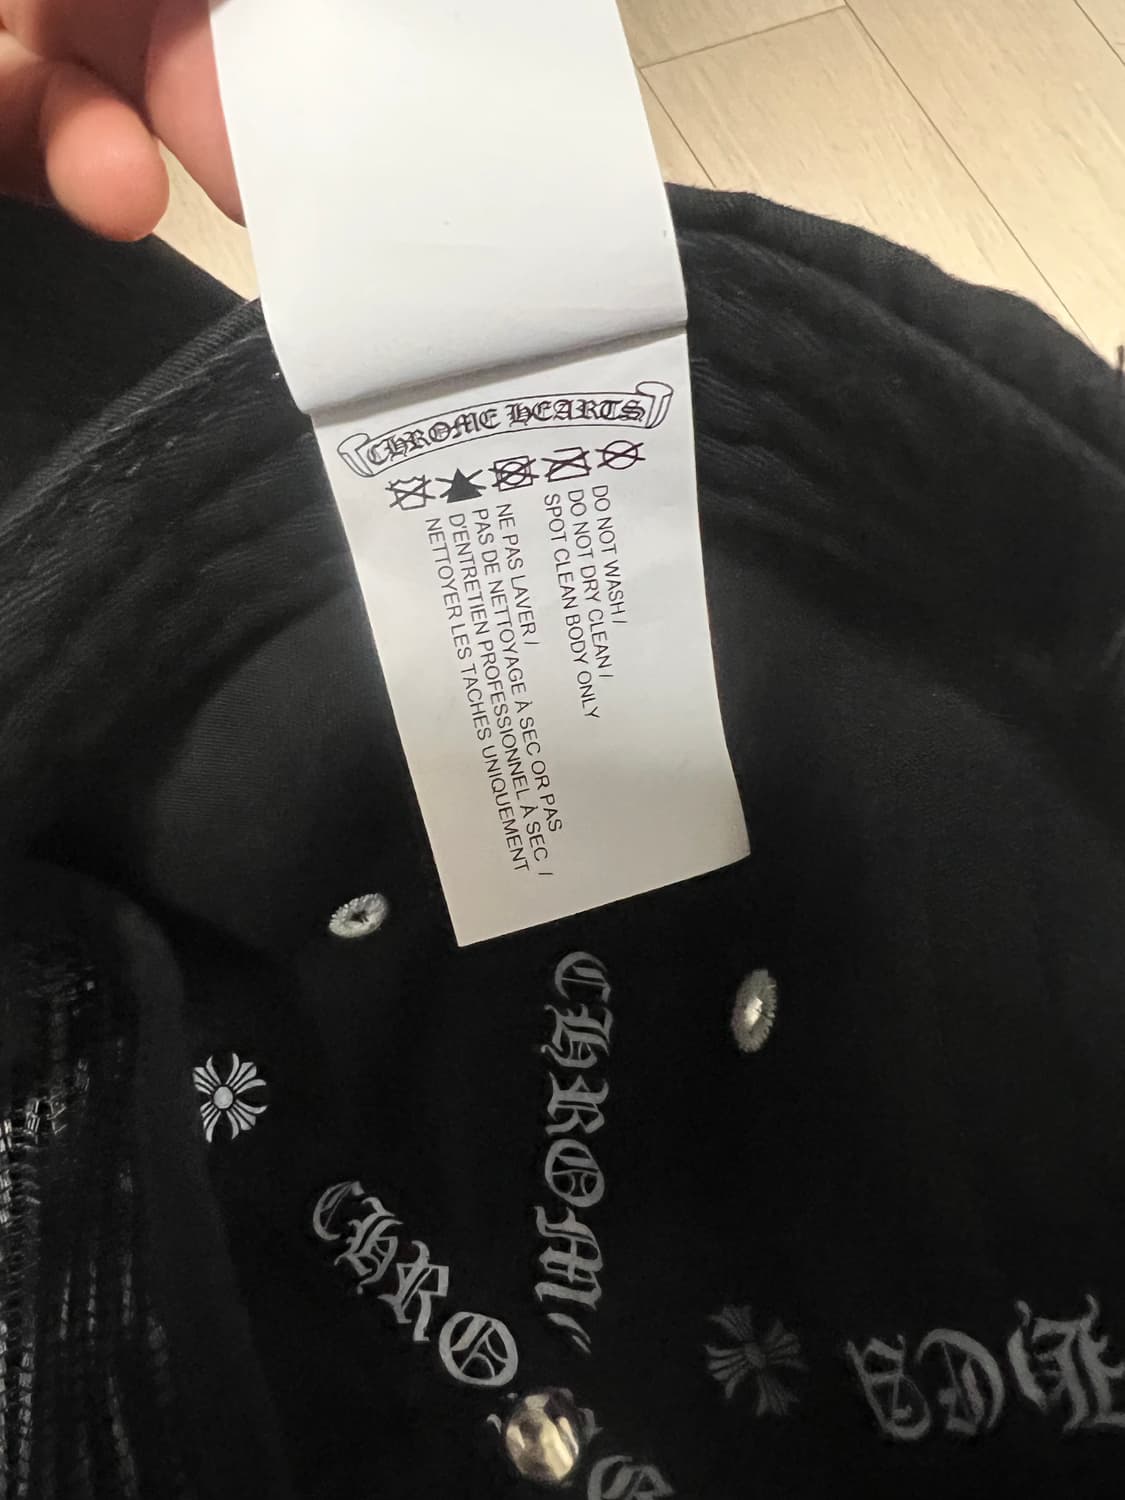 CHROME HEARTS
DO NOT WASH /
DO NOT DRY CLEAN /
SPOT CLEAN BODY ONLY
NE PAS LAVER /
PAS DE NETTOYAGE À SEC OR PAS
D'ENTRETIEN PROFESSIONNEL À SEC /
NETTOYER LES TACHES UNIQUEMENT
CHROM
CHRO